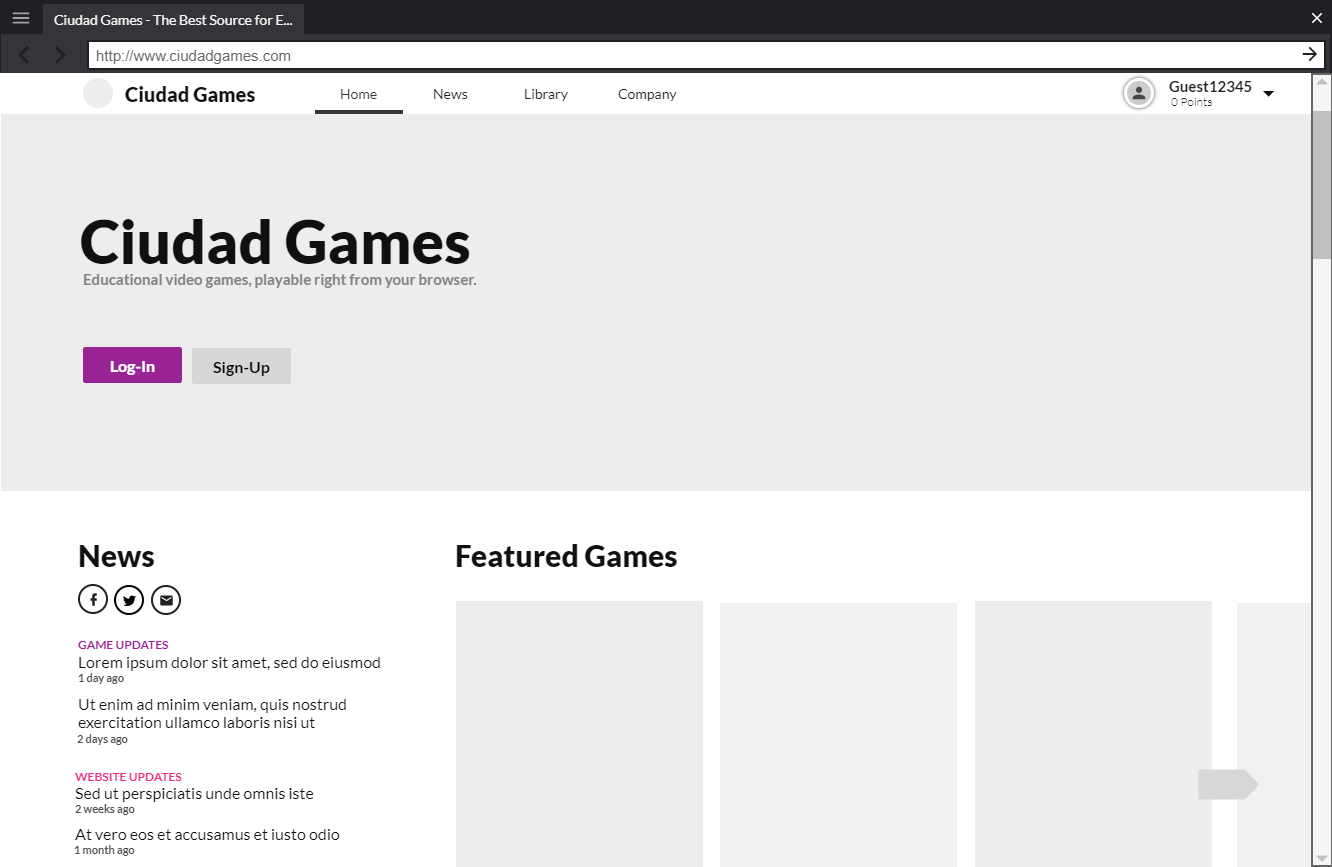 Ciudad Games - The Best Source for E...
http://www.ciudadgames.com
Ciudad Games
Home
News
Library
Company
Guest12345
0 Points
Ciudad Games
Educational video games, playable right from your browser.
Log-In
Sign-Up
News
GAME UPDATES
Lorem ipsum dolor sit amet, sed do eiusmod
1 day ago
Ut enim ad minim veniam, quis nostrud
exercitation ullamco laboris nisi ut
2 days ago
WEBSITE UPDATES
Sed ut perspiciatis unde omnis iste
2 weeks ago
At vero eos et accusamus et iusto odio
1 month ago
Featured Games